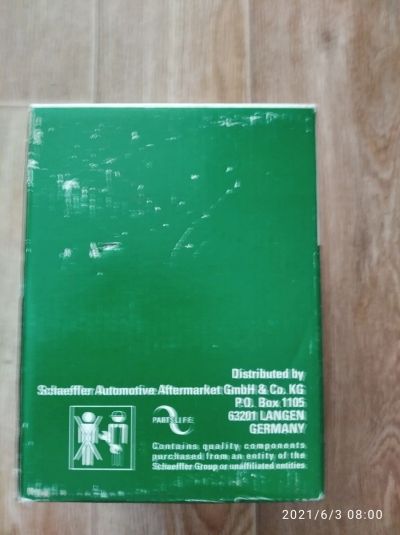 Distributed by
Schaeffler Automotive Aftermarket GmbH & Co. KG
P.O. Box 1105
63201 LANGEN
GERMANY
PARTSLIFE
Contains quality components
purchased from an entity of the
Schaeffler Group or unaffiliated entities
2021/6/3 08:00